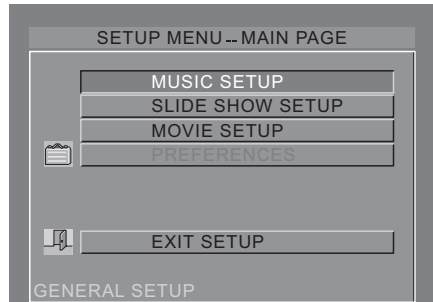 SETUP MENU -- MAIN PAGE
MUSIC SETUP
SLIDE SHOW SETUP
MOVIE SETUP
PREFERENCES
EXIT SETUP
GENERAL SETUP